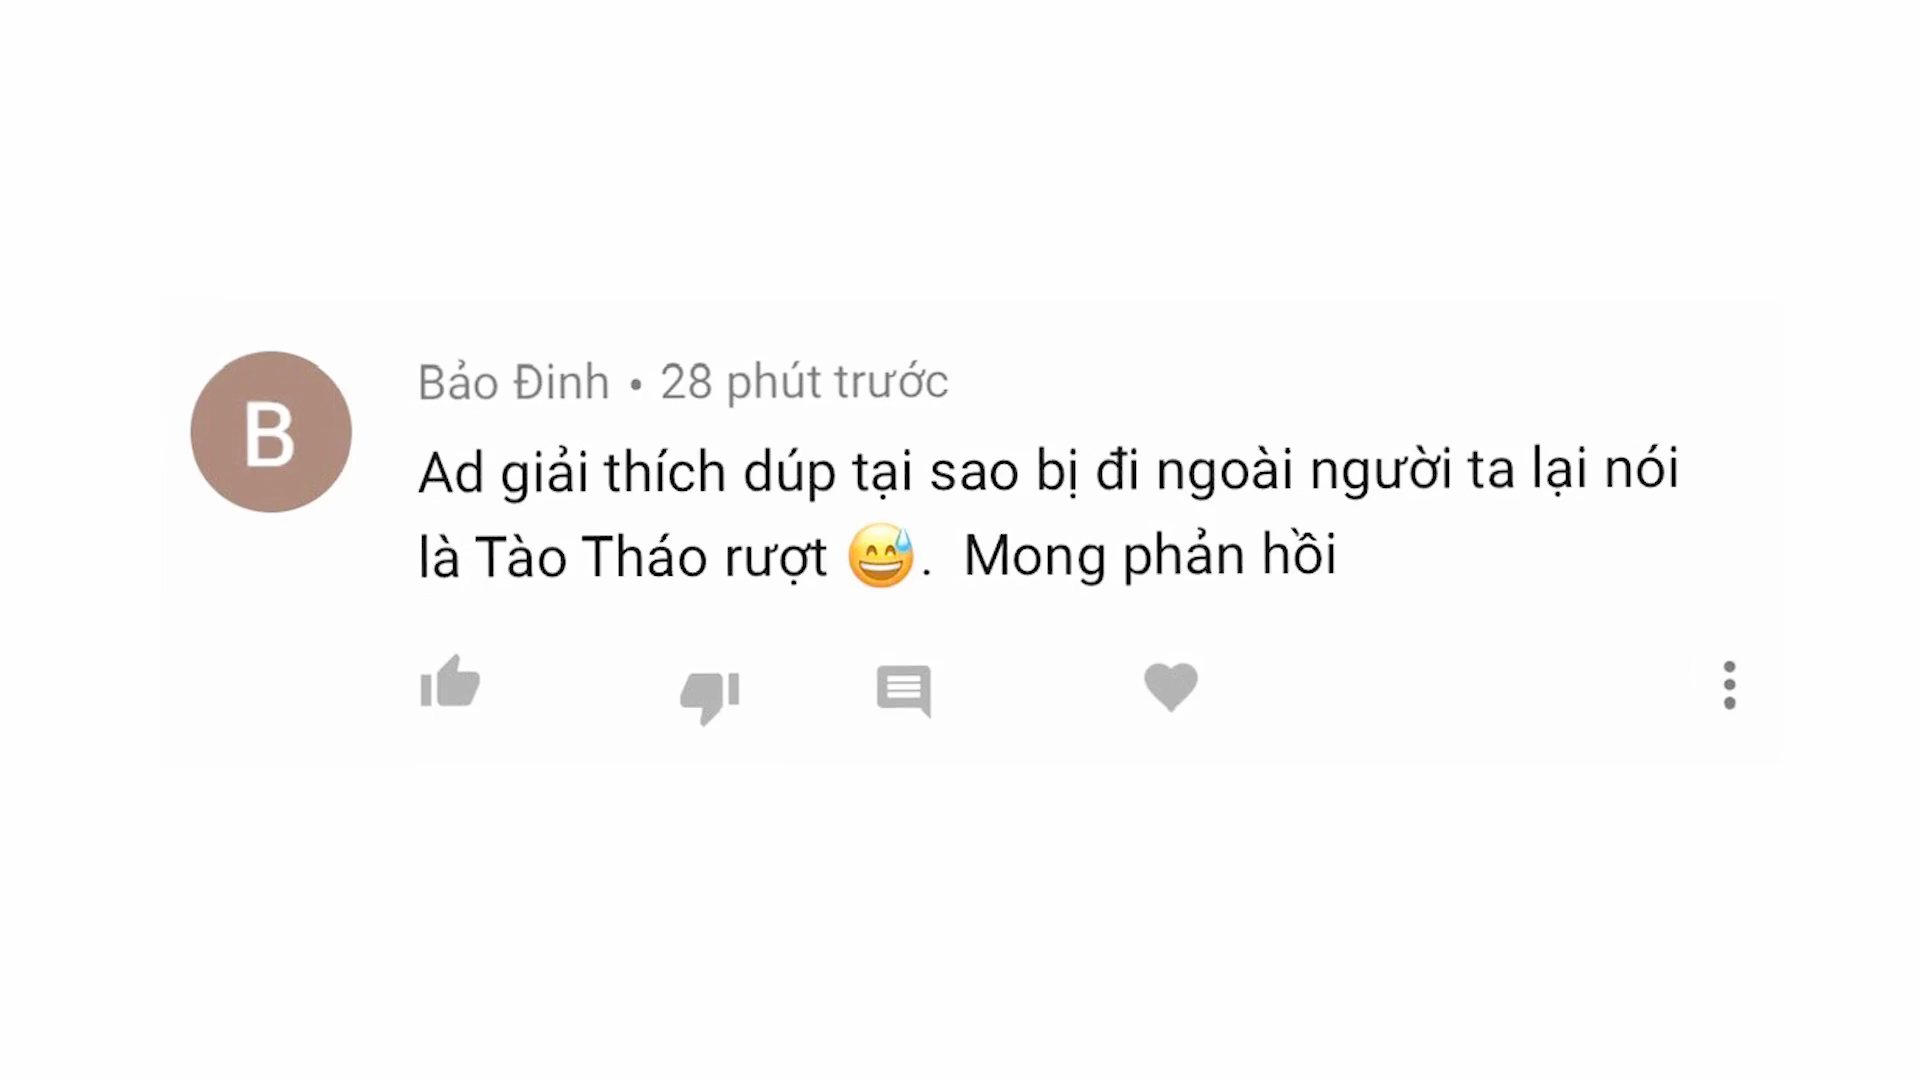 B
Bảo Đinh • 28 phút trước
Ad giải thích dúp tại sao bị đi ngoài người ta lại nói
là Tào Tháo rượt 😅. Mong phản hồi